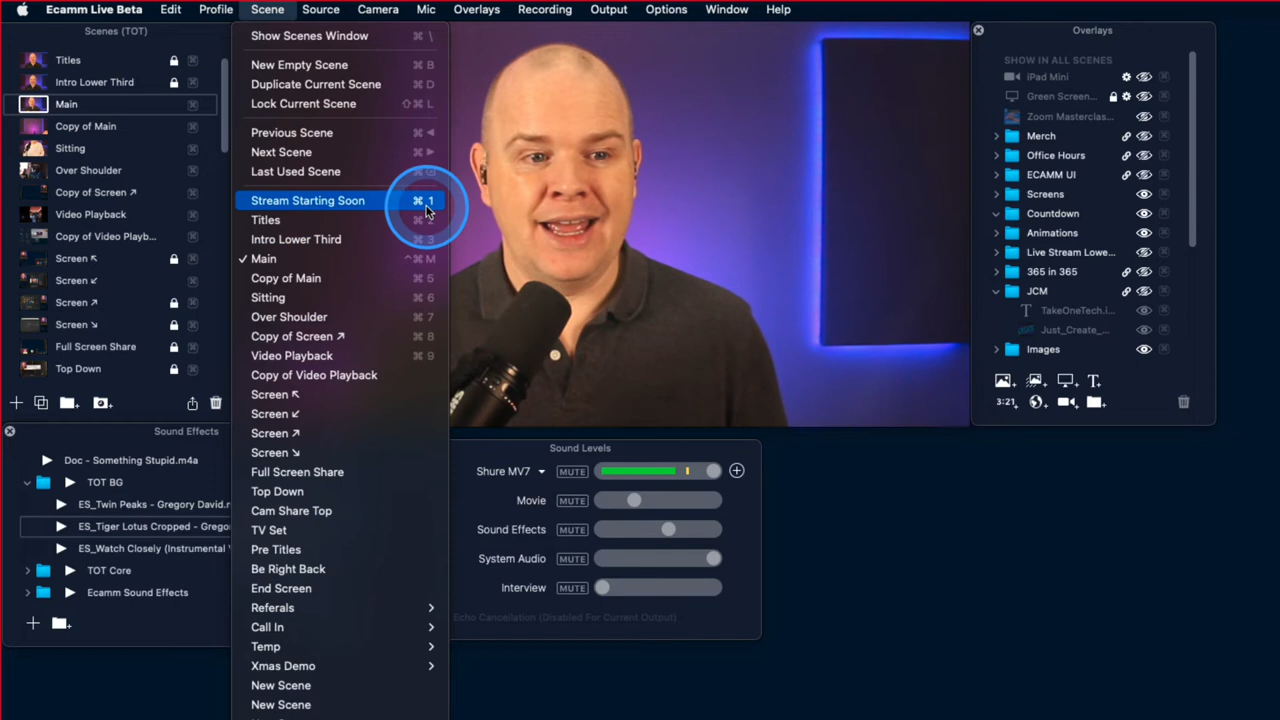 Ecamm Live Beta Edit Profile Scene Source Camera Mic Overlays Recording Output Options Window Help
Scenes (TOT)
Titles
Intro Lower Third
Main
Copy of Main
Sitting
Over Shoulder
Copy of Screen ↗
Video Playback
Copy of Video Playb...
Screen ↖
Screen ↙
Screen ↗
Screen ↘
Full Screen Share
Top Down
Show Scenes Window ⌘ \
New Empty Scene ⌘ B
Duplicate Current Scene ⌘ D
Lock Current Scene ⇧⌘ L
Previous Scene ⌘ ◀
Next Scene ⌘ ▶
Last Used Scene ⌘
Stream Starting Soon ⌘ 1
Titles ⌘ 2
Intro Lower Third ⌘ 3
✓ Main ^⌘ M
Copy of Main ⌘ 5
Sitting ⌘ 6
Over Shoulder ⌘ 7
Copy of Screen ↗ ⌘ 8
Video Playback ⌘ 9
Copy of Video Playback
Screen ↖
Screen ↙
Screen ↗
Screen ↘
Full Screen Share
Top Down
Cam Share Top
TV Set
Pre Titles
Be Right Back
End Screen
Referals
Call In
Temp
Xmas Demo
New Scene
New Scene
Overlays
SHOW IN ALL SCENES
iPad Mini
Green Screen...
Zoom Masterclas...
Merch
Office Hours
ECAMM UI
Screens
Countdown
Animations
Live Stream Lowe...
365 in 365
JCM
TakeOneTech.i...
Just_Create_...
Images
3:21
Sound Effects
Doc - Something Stupid.m4a
TOT BG
ES_Twin Peaks - Gregory David.r
ES_Tiger Lotus Cropped - Grego
ES_Watch Closely (Instrumental
TOT Core
Ecamm Sound Effects
Sound Levels
Shure MV7 MUTE
Movie MUTE
Sound Effects MUTE
System Audio MUTE
Interview MUTE
Echo Cancellation (Disabled For Current Output)